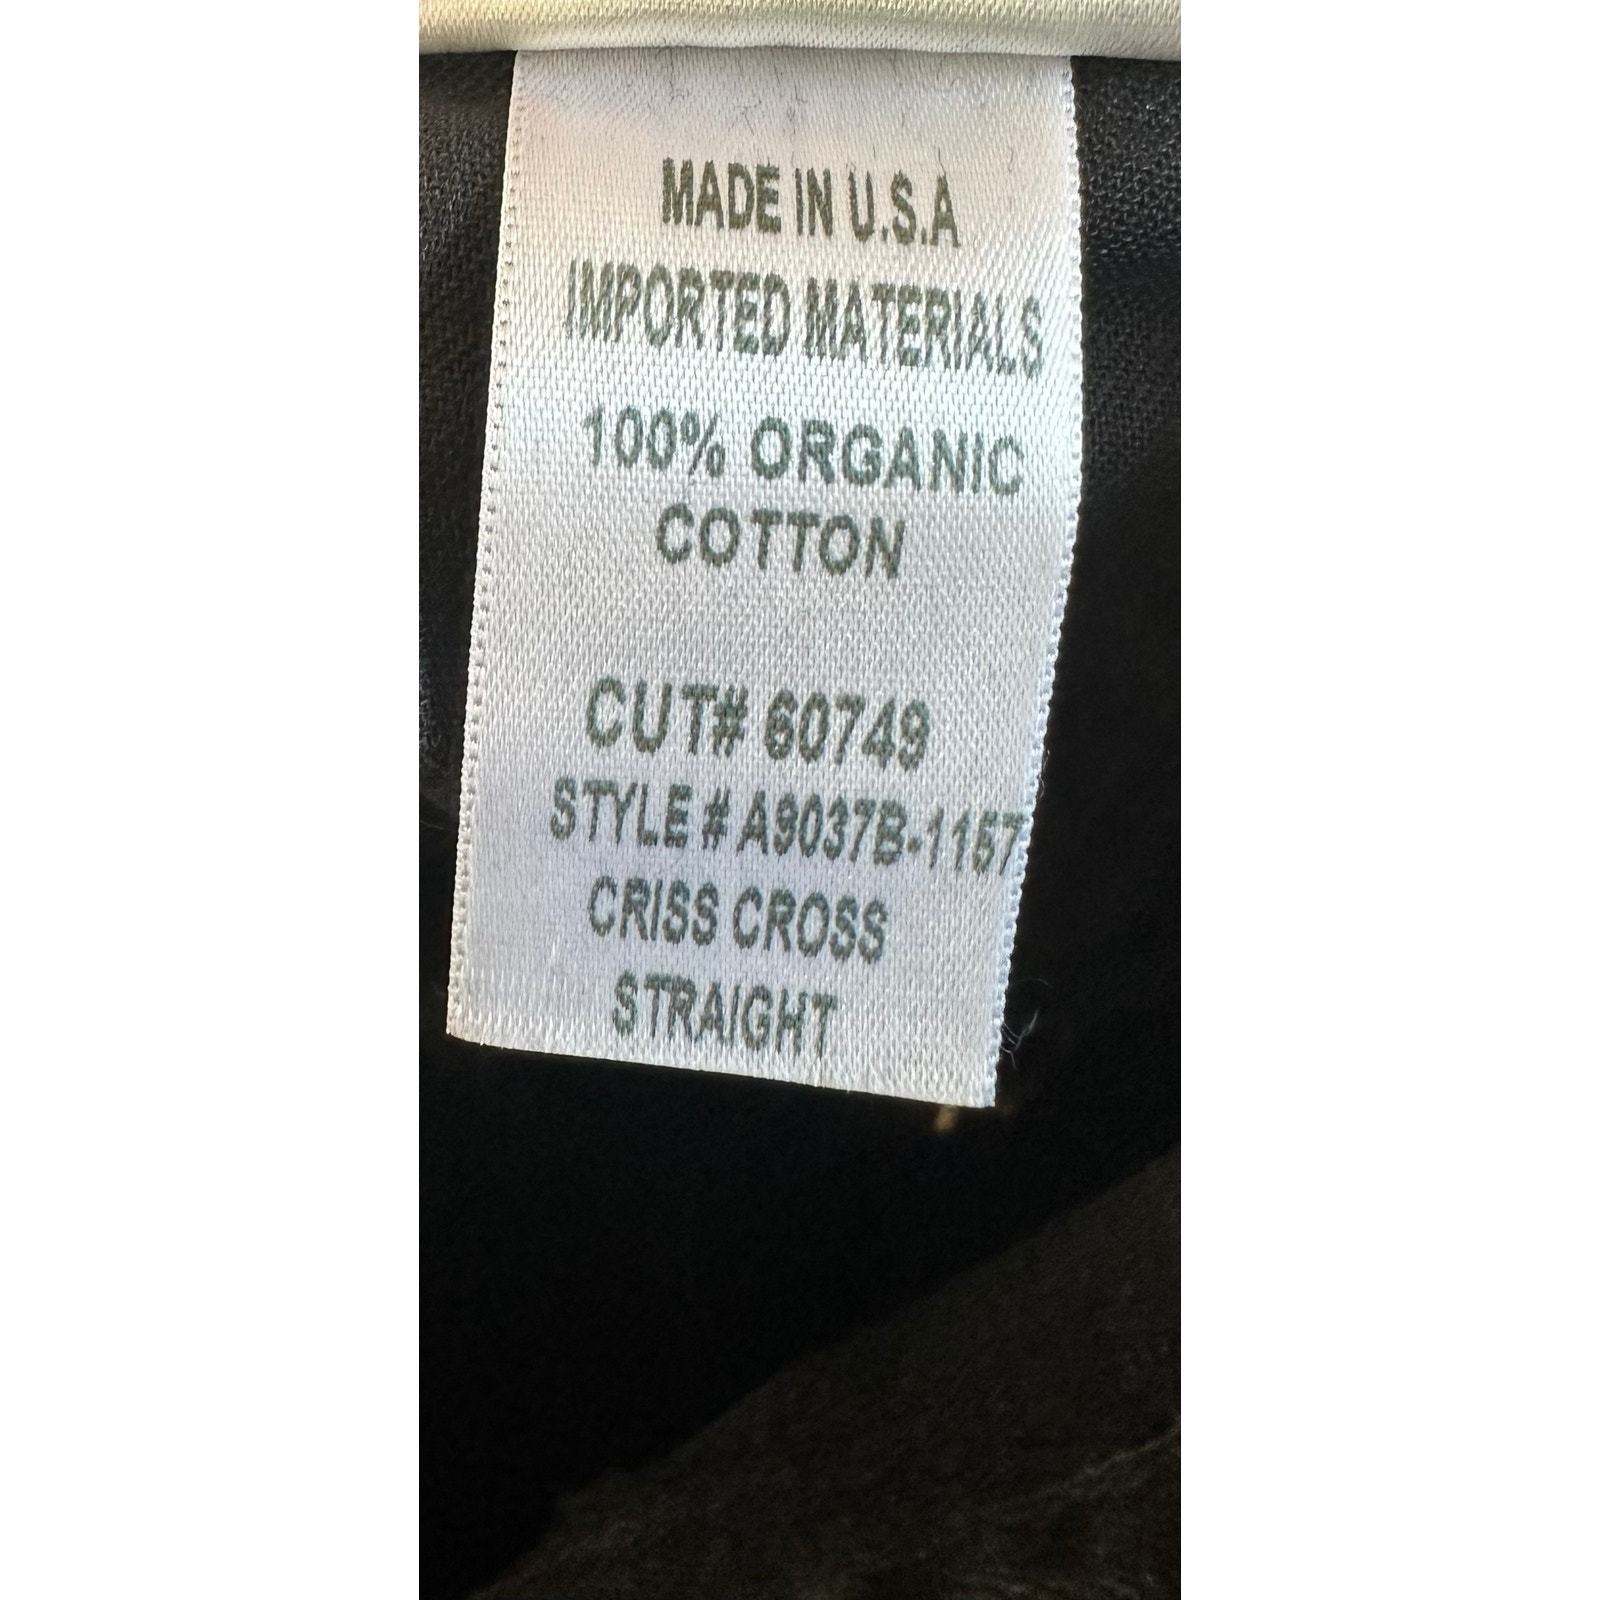 MADE IN U.S.A
IMPORTED MATERIALS
100% ORGANIC
COTTON
CUT# 60749
STYLE # A9037B-1157
CRISS CROSS
STRAIGHT